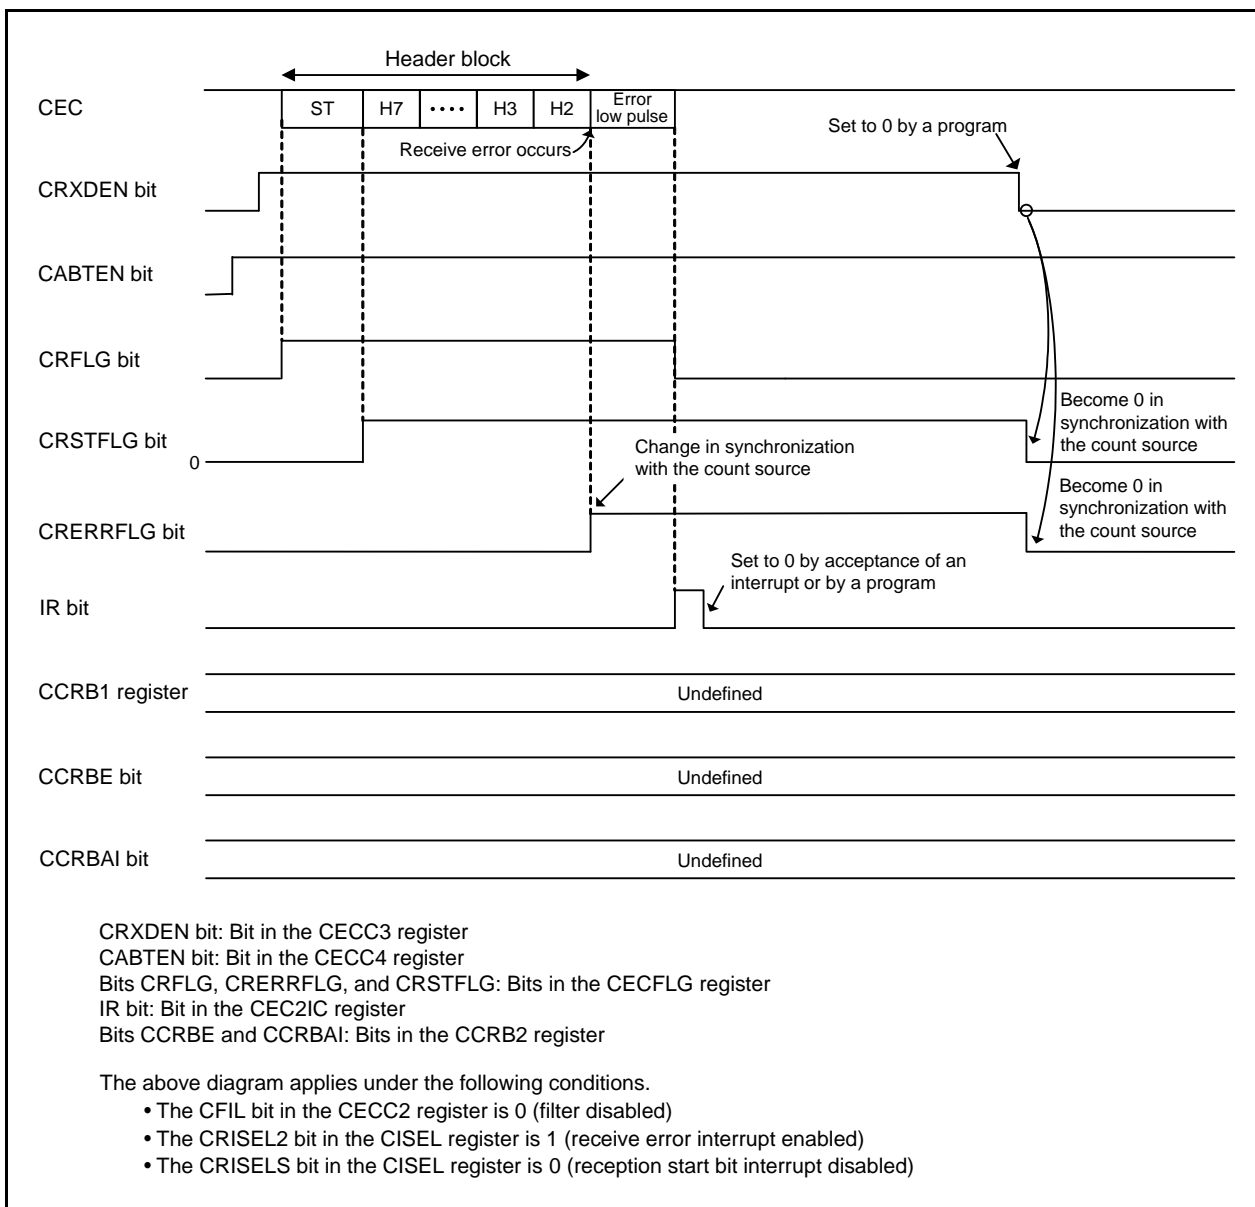 Header block
CEC
ST
H7
••••
H3
H2
Error
low pulse
Receive error occurs
Set to 0 by a program
CRXDEN bit
CABTEN bit
CRFLG bit
CRSTFLG bit
0
Change in synchronization
with the count source
Become 0 in
synchronization with
the count source
CRERRFLG bit
Become 0 in
synchronization with
the count source
Set to 0 by acceptance of an
interrupt or by a program
IR bit
CCRB1 register
Undefined
CCRBE bit
Undefined
CCRBAI bit
Undefined
CRXDEN bit: Bit in the CECC3 register
CABTEN bit: Bit in the CECC4 register
Bits CRFLG, CRERRFLG, and CRSTFLG: Bits in the CECFLG register
IR bit: Bit in the CEC2IC register
Bits CCRBE and CCRBAI: Bits in the CCRB2 register
The above diagram applies under the following conditions.
• The CFIL bit in the CECC2 register is 0 (filter disabled)
• The CRISEL2 bit in the CISEL register is 1 (receive error interrupt enabled)
• The CRISELS bit in the CISEL register is 0 (reception start bit interrupt disabled)